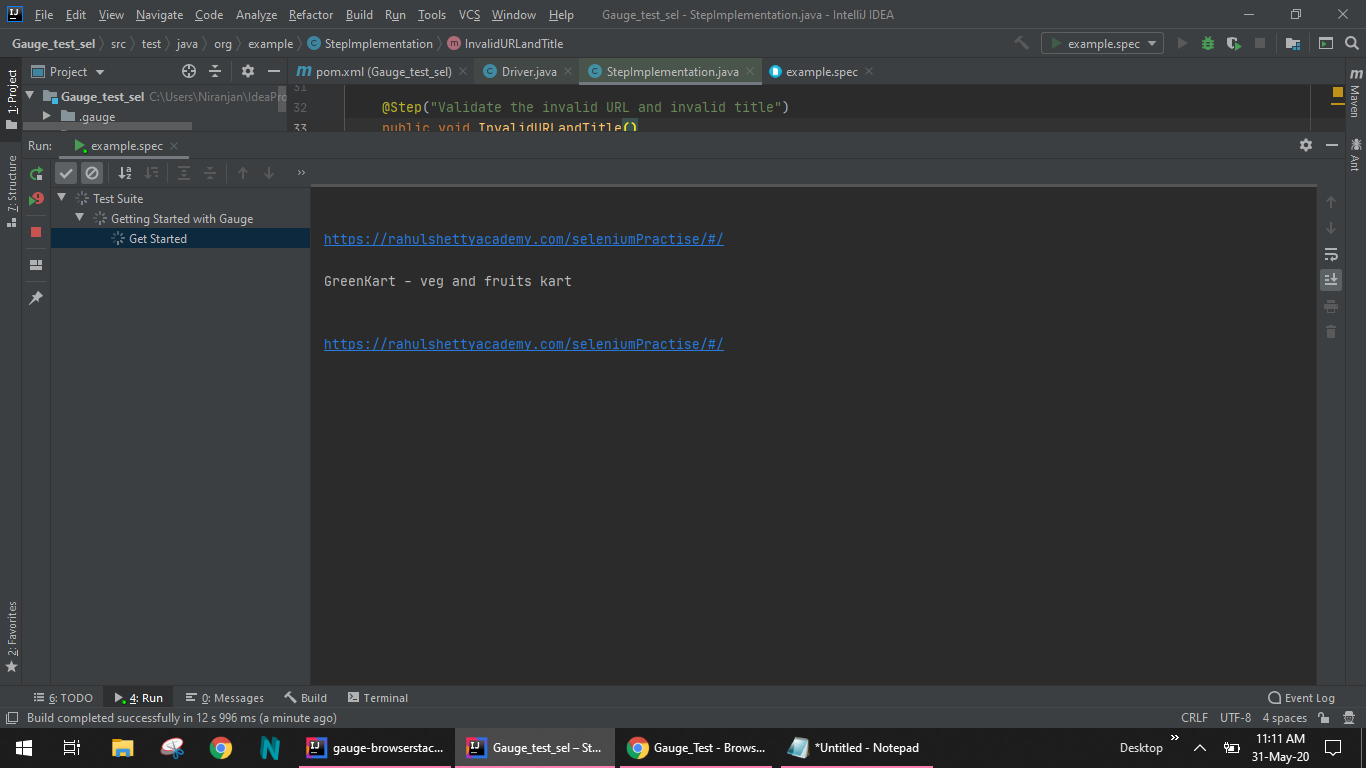 File Edit View Navigate Code Analyze Refactor Build Run Tools VCS Window Help Gauge_test_sel - StepImplementation.java - IntelliJ IDEA
Gauge_test_sel src test java org example StepImplementation InvalidURLandTitle example.spec
1: Project Project pom.xml (Gauge_test_sel) Driver.java StepImplementation.java example.spec Maven
Gauge_test_sel C:\Users\Niranjan\IdeaPro
.gauge
31
32 @Step("Validate the invalid URL and invalid title")
33 public void InvalidURLandTitle()
Run: example.spec
Ant
7: Structure
Test Suite
Getting Started with Gauge
Get Started
https://rahulshettyacademy.com/seleniumPractise/#/
GreenKart - veg and fruits kart
https://rahulshettyacademy.com/seleniumPractise/#/
2: Favorites
6: TODO 4: Run 0: Messages Build Terminal Event Log
Build completed successfully in 12 s 996 ms (a minute ago) CRLF UTF-8 4 spaces
gauge-browserstac... Gauge_test_sel – St... Gauge_Test - Brows... *Untitled - Notepad Desktop 11:11 AM
31-May-20